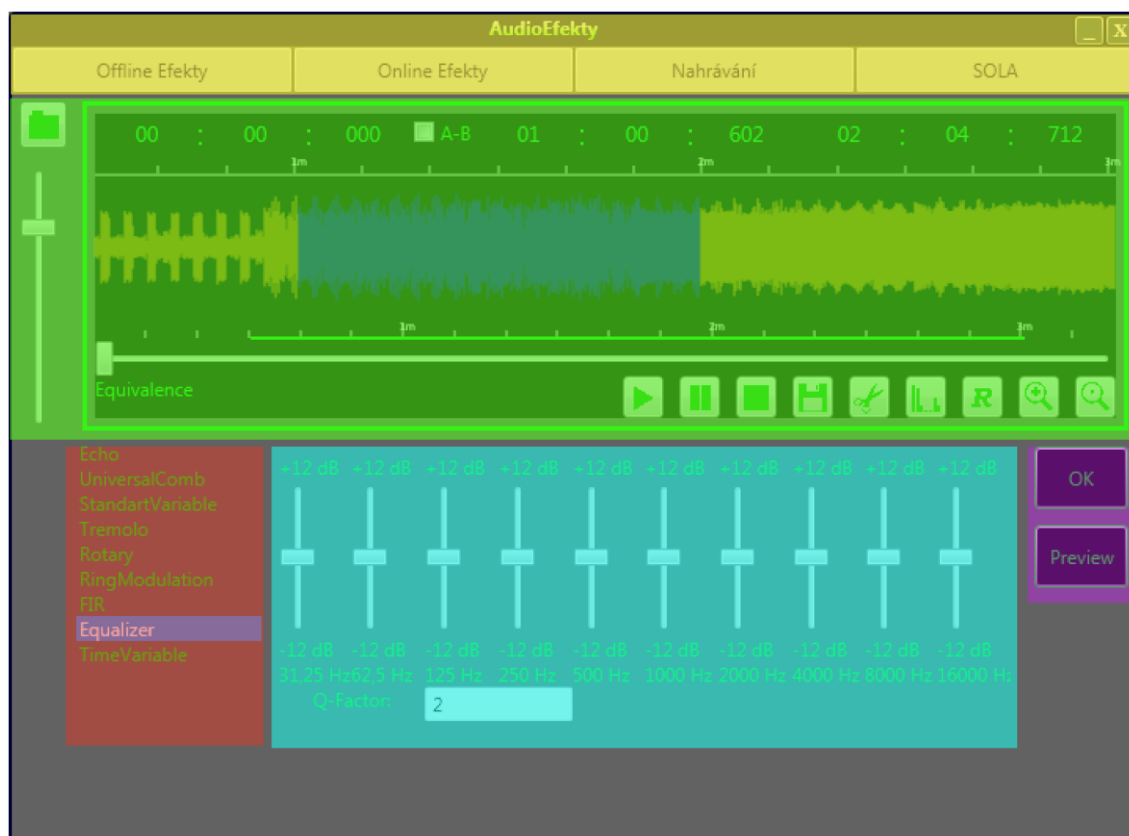 AudioEfekty _ X
Offline Efekty Online Efekty Nahrávání SOLA
00 : 00 : 000 A-B 01 : 00 : 602 02 : 04 : 712
1m 2m 3m
1m 2m 3m
Equivalence
R
Echo
UniversalComb
StandartVariable
Tremolo
Rotary
RingModulation
FIR
Equalizer
TimeVariable
+12 dB +12 dB +12 dB +12 dB +12 dB +12 dB +12 dB +12 dB +12 dB +12 dB
-12 dB -12 dB -12 dB -12 dB -12 dB -12 dB -12 dB -12 dB -12 dB -12 dB
31,25 Hz 62,5 Hz 125 Hz 250 Hz 500 Hz 1000 Hz 2000 Hz 4000 Hz 8000 Hz 16000 Hz
Q-Factor: 2
OK
Preview